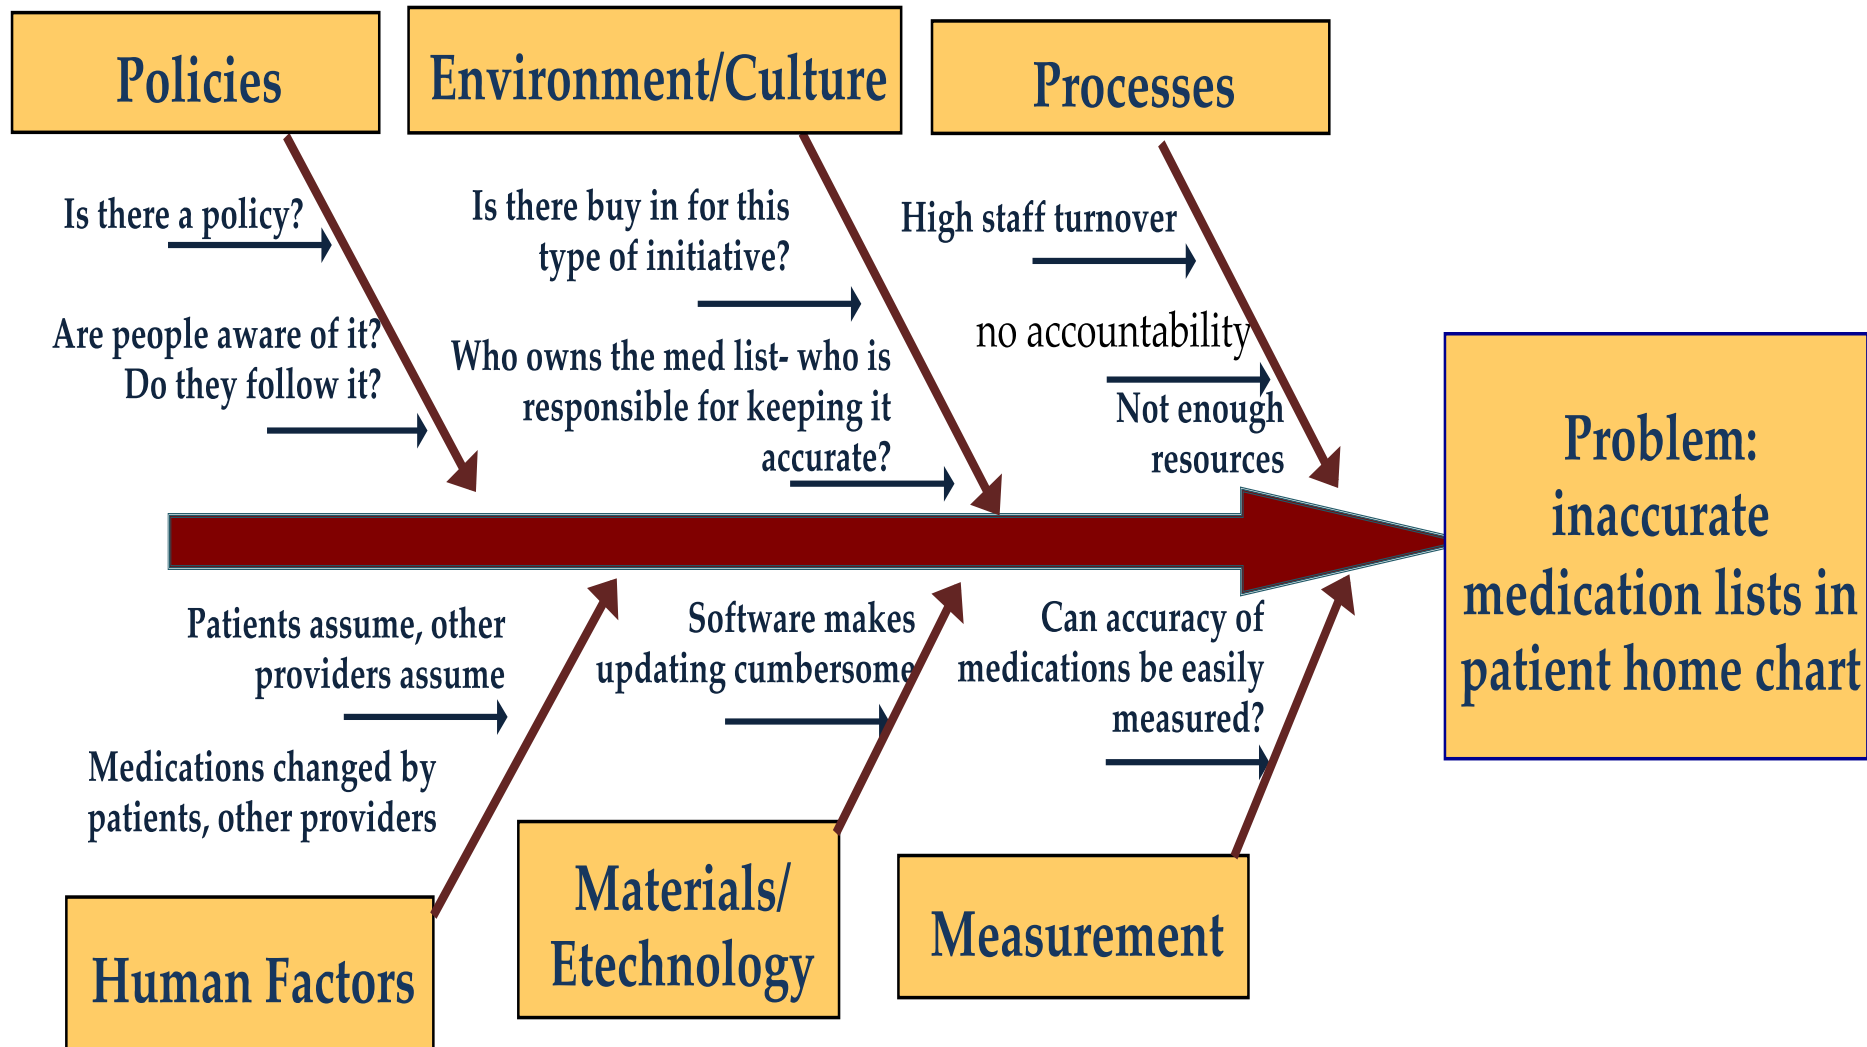 Policies
Environment/Culture
Processes
Is there a policy?
Are people aware of it?
Do they follow it?
Is there buy in for this
type of initiative?
Who owns the med list- who is
responsible for keeping it
accurate?
High staff turnover
no accountability
Not enough
resources
Problem:
inaccurate
medication lists in
patient home chart
Patients assume, other
providers assume
Medications changed by
patients, other providers
Software makes
updating cumbersome
Can accuracy of
medications be easily
measured?
Human Factors
Materials/
Etechnology
Measurement